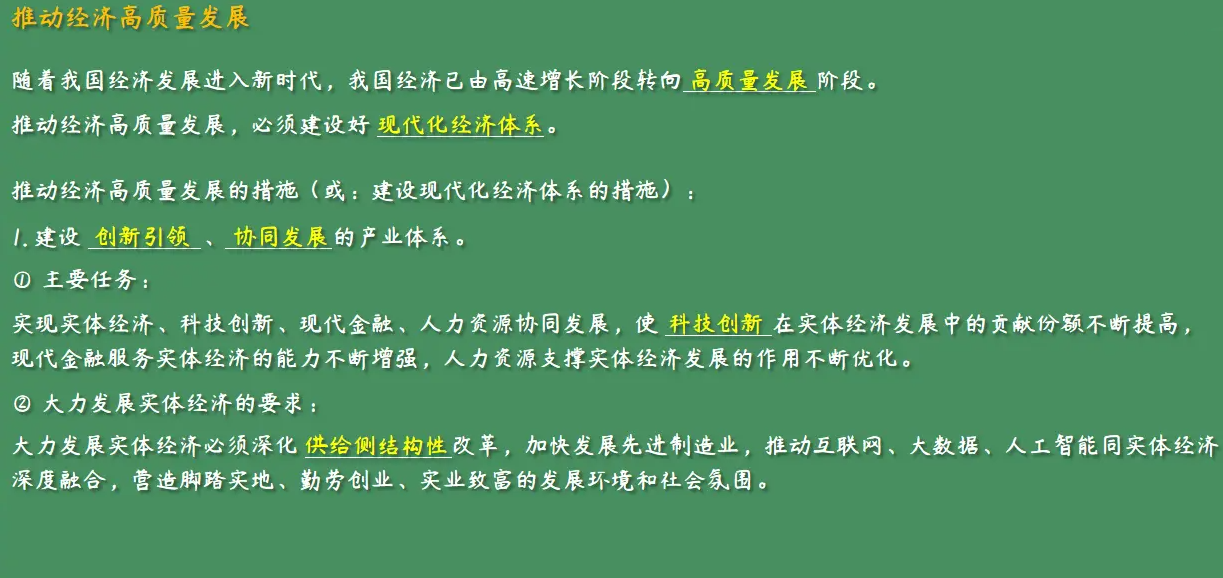 推动经济高质量发展
随着我国经济发展进入新时代，我国经济已由高速增长阶段转向 高质量发展 阶段。
推动经济高质量发展，必须建设好 现代化经济体系。
推动经济高质量发展的措施（或：建设现代化经济体系的措施）：
1. 建设 创新引领 、 协同发展 的产业体系。
① 主要任务：
实现实体经济、科技创新、现代金融、人力资源协同发展，使 科技创新 在实体经济发展中的贡献份额不断提高，
现代金融服务实体经济的能力不断增强，人力资源支撑实体经济发展的作用不断优化。
② 大力发展实体经济的要求：
大力发展实体经济必须深化 供给侧结构性 改革，加快发展先进制造业，推动互联网、大数据、人工智能同实体经济
深度融合，营造脚踏实地、勤劳创业、实业致富的发展环境和社会氛围。